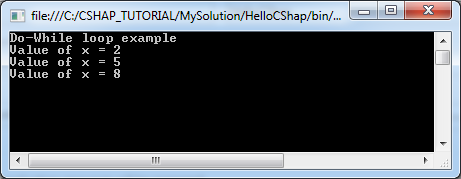 file:///C:/CSHAP_TUTORIAL/MySolution/HelloCShap/bin/...
Do-While loop example
Value of x = 2
Value of x = 5
Value of x = 8